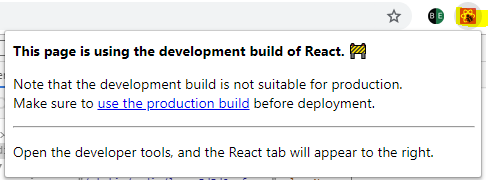 B E
This page is using the development build of React. 🚧
Note that the development build is not suitable for production.
Make sure to use the production build before deployment.
Open the developer tools, and the React tab will appear to the right.